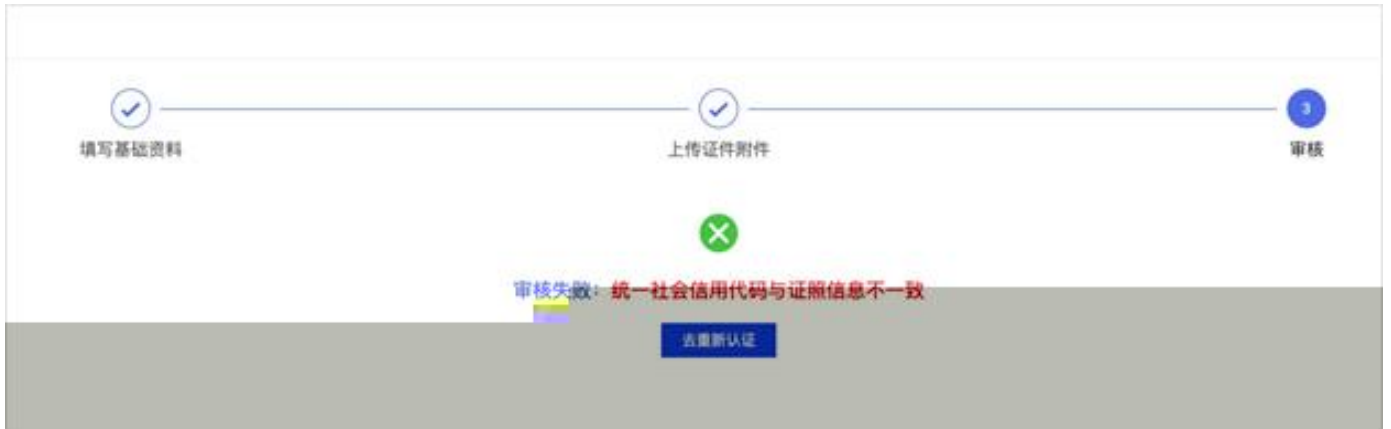 3
填写基础资料
上传证件附件
审核
审核失败：统一社会信用代码与证照信息不一致
去重新认证